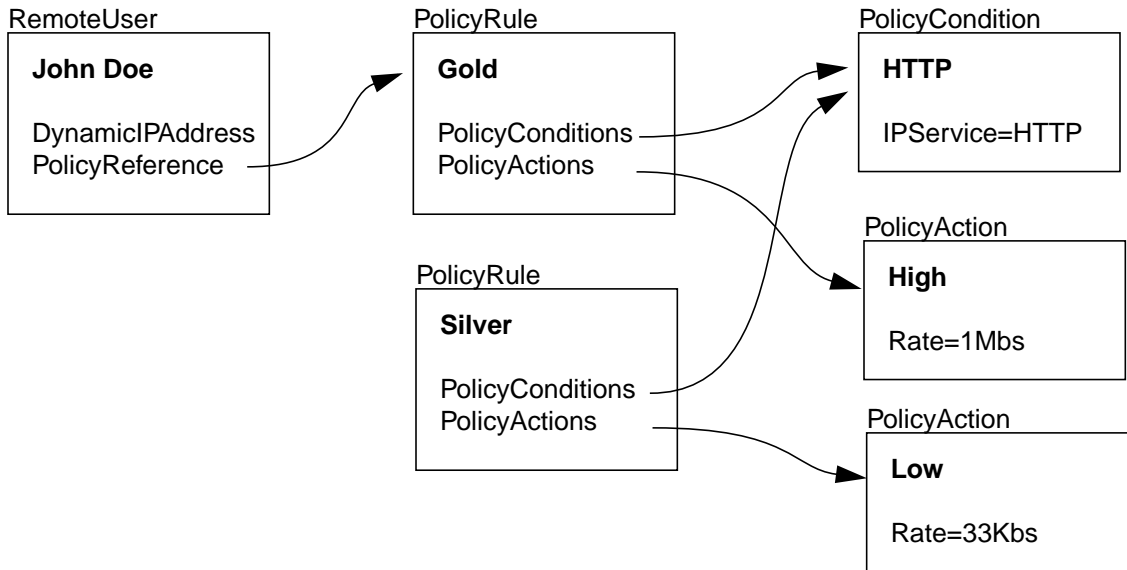 RemoteUser
John Doe
DynamicIPAddress
PolicyReference
PolicyRule
Gold
PolicyConditions
PolicyActions
PolicyRule
Silver
PolicyConditions
PolicyActions
PolicyCondition
HTTP
IPService=HTTP
PolicyAction
High
Rate=1Mbs
PolicyAction
Low
Rate=33Kbs